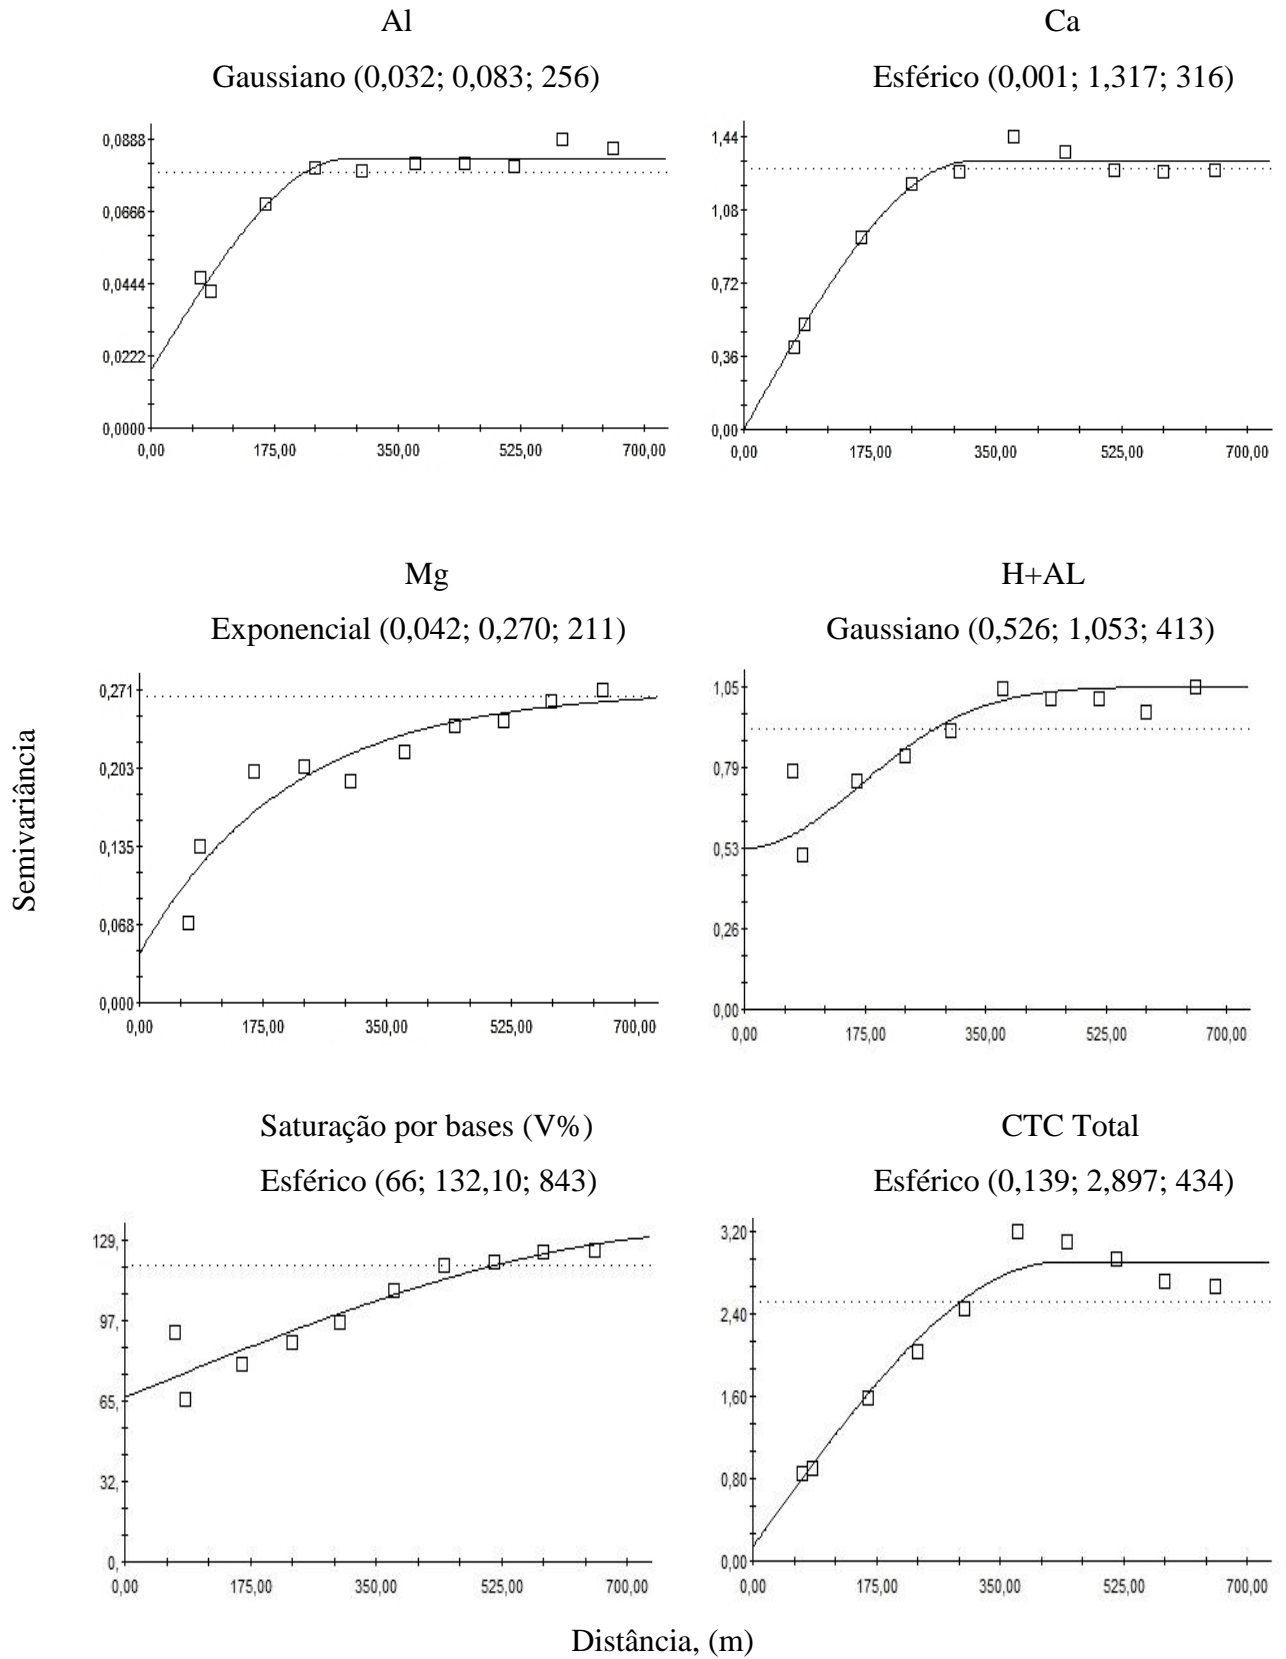 Al
Gaussiano (0,032; 0,083; 256)
0,0888
0,0666
0,0444
0,0222
0,0000
0,00 175,00 350,00 525,00 700,00
Ca
Esférico (0,001; 1,317; 316)
1,44
1,08
0,72
0,36
0,00
0,00 175,00 350,00 525,00 700,00
Semivariância
Mg
Exponencial (0,042; 0,270; 211)
0,271
0,203
0,135
0,068
0,000
0,00 175,00 350,00 525,00 700,00
H+AL
Gaussiano (0,526; 1,053; 413)
1,05
0,79
0,53
0,26
0,00
0,00 175,00 350,00 525,00 700,00
Saturação por bases (V%)
Esférico (66; 132,10; 843)
129,
97,
65,
32,
0,
0,00 175,00 350,00 525,00 700,00
CTC Total
Esférico (0,139; 2,897; 434)
3,20
2,40
1,60
0,80
0,00
0,00 175,00 350,00 525,00 700,00
Distância, (m)